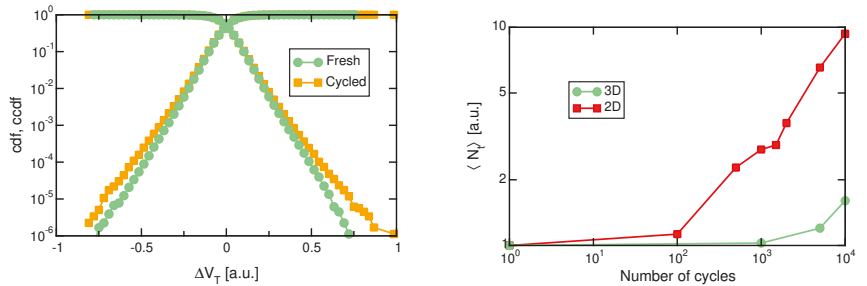 10^0
10^-1
10^-2
10^-3
10^-4
10^-5
10^-6
cdf, ccdf
Fresh
Cycled
-1 -0.5 0 0.5 1
ΔV_T [a.u.]
10
5
2
1
⟨ N_t ⟩ [a.u.]
3D
2D
10^0 10^1 10^2 10^3 10^4
Number of cycles